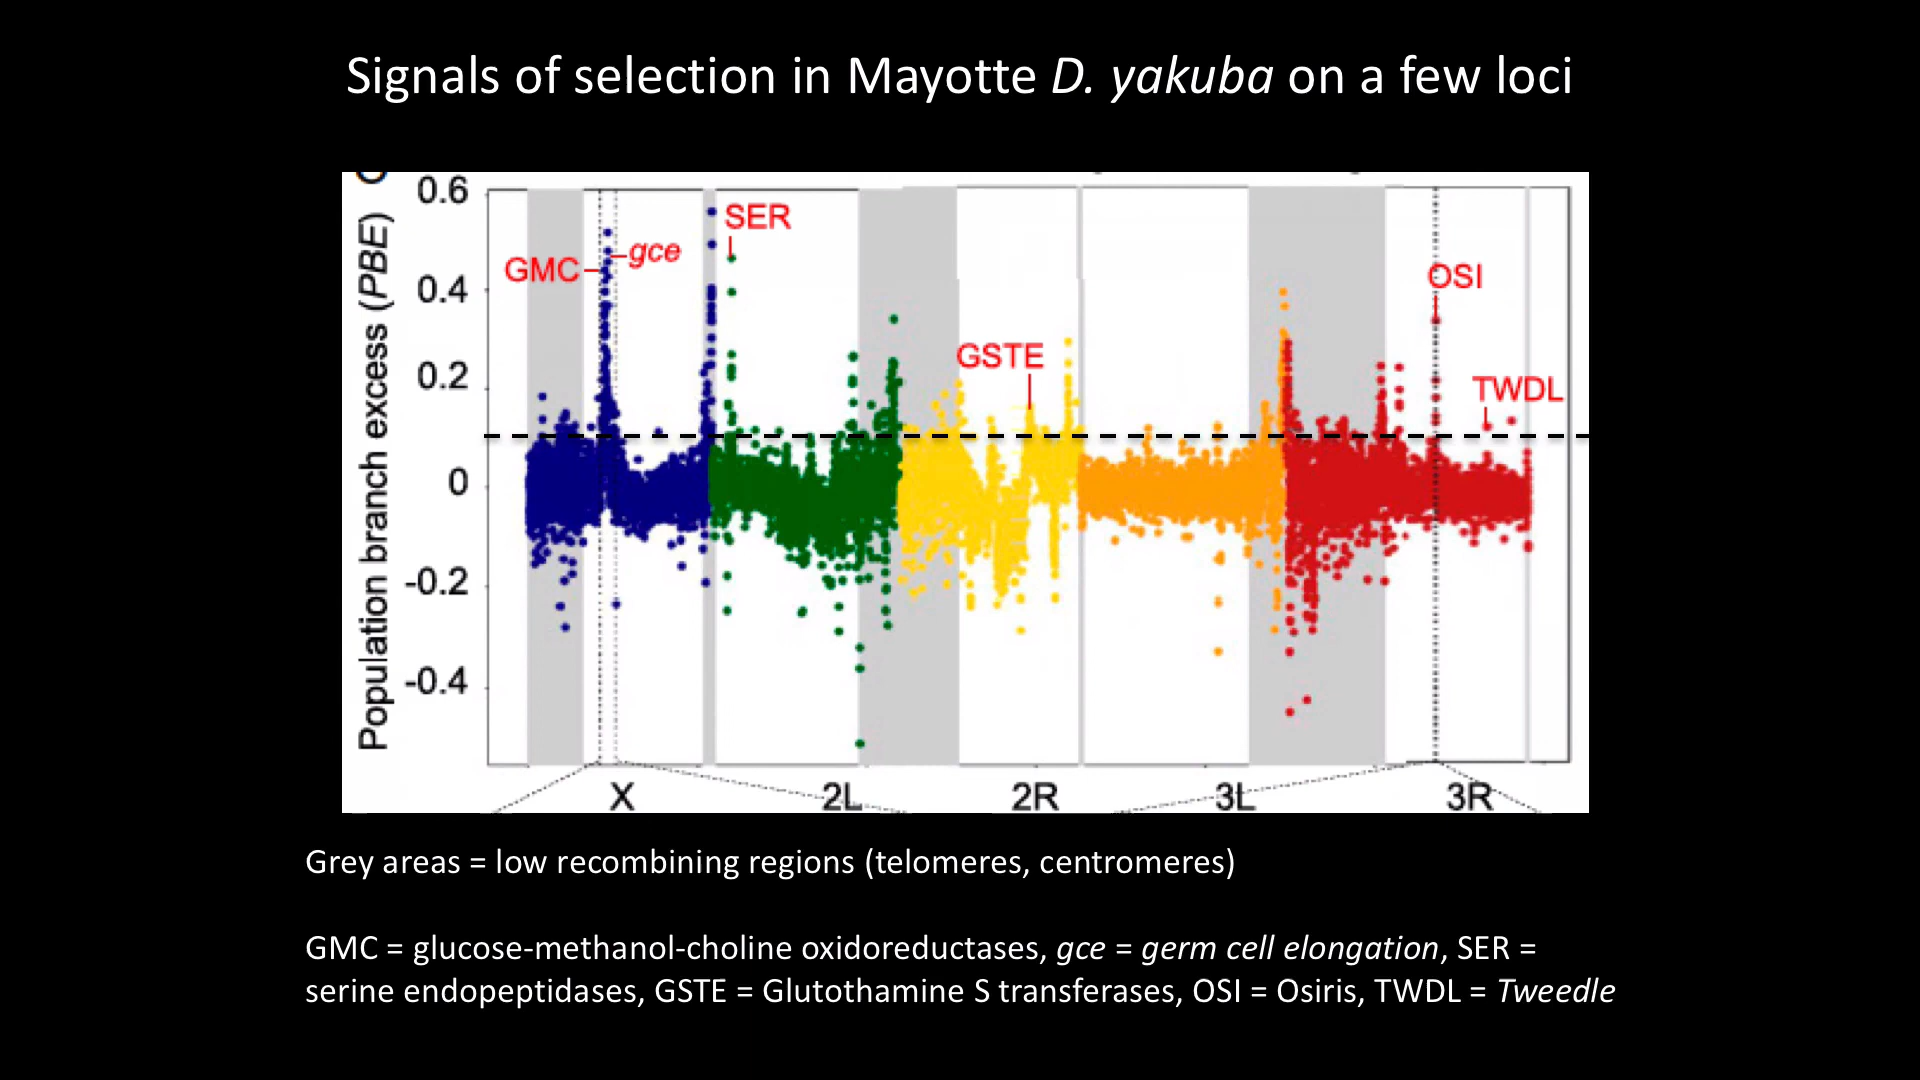 Signals of selection in Mayotte D. yakuba on a few loci
Population branch excess (PBE)
0.6
0.4
0.2
0
-0.2
-0.4
GMC
gce
SER
GSTE
OSI
TWDL
X
2L
2R
3L
3R
Grey areas = low recombining regions (telomeres, centromeres)
GMC = glucose-methanol-choline oxidoreductases, gce = germ cell elongation, SER =
serine endopeptidases, GSTE = Glutothamine S transferases, OSI = Osiris, TWDL = Tweedle